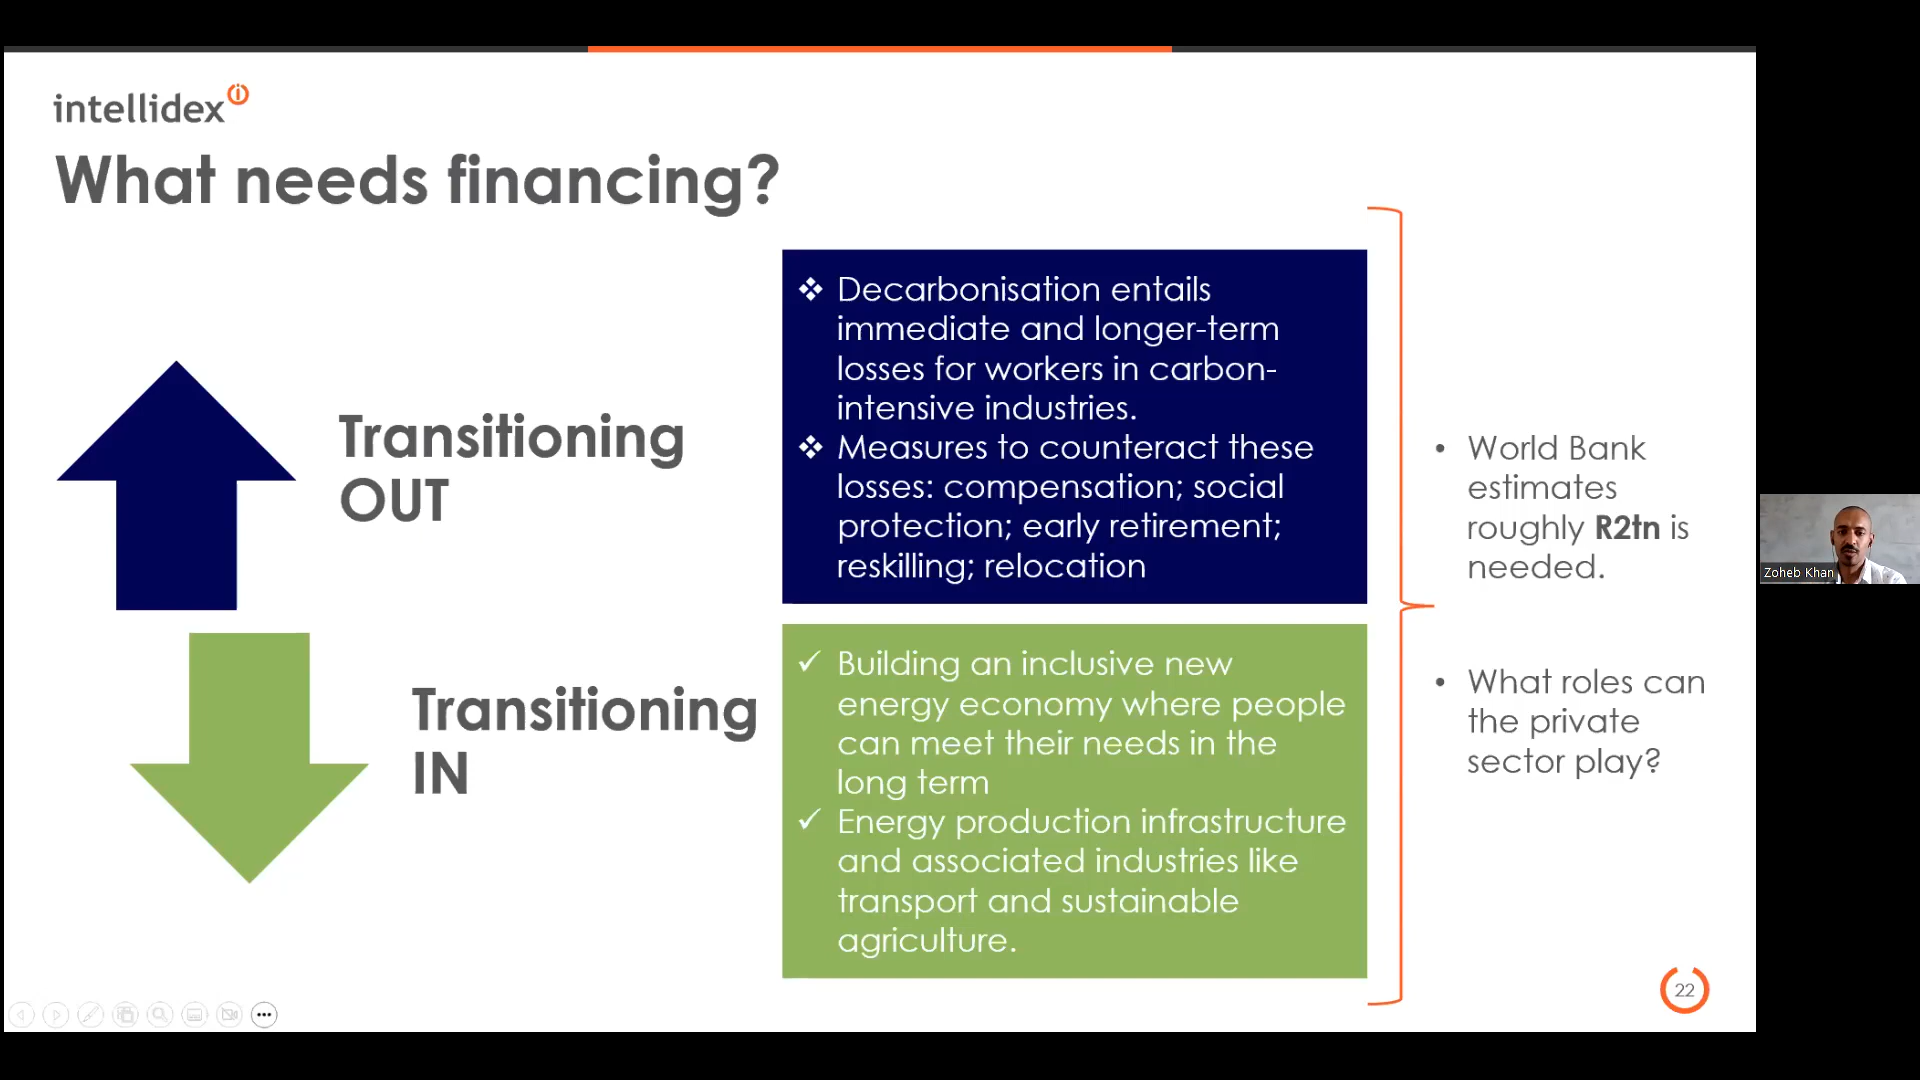 intellidex
What needs financing?
Transitioning
OUT
❖ Decarbonisation entails
immediate and longer-term
losses for workers in carbon-
intensive industries.
❖ Measures to counteract these
losses: compensation; social
protection; early retirement;
reskilling; relocation
Transitioning
IN
✓ Building an inclusive new
energy economy where people
can meet their needs in the
long term
✓ Energy production infrastructure
and associated industries like
transport and sustainable
agriculture.
• World Bank
estimates
roughly R2tn is
needed.
• What roles can
the private
sector play?
Zoheb Khan
22